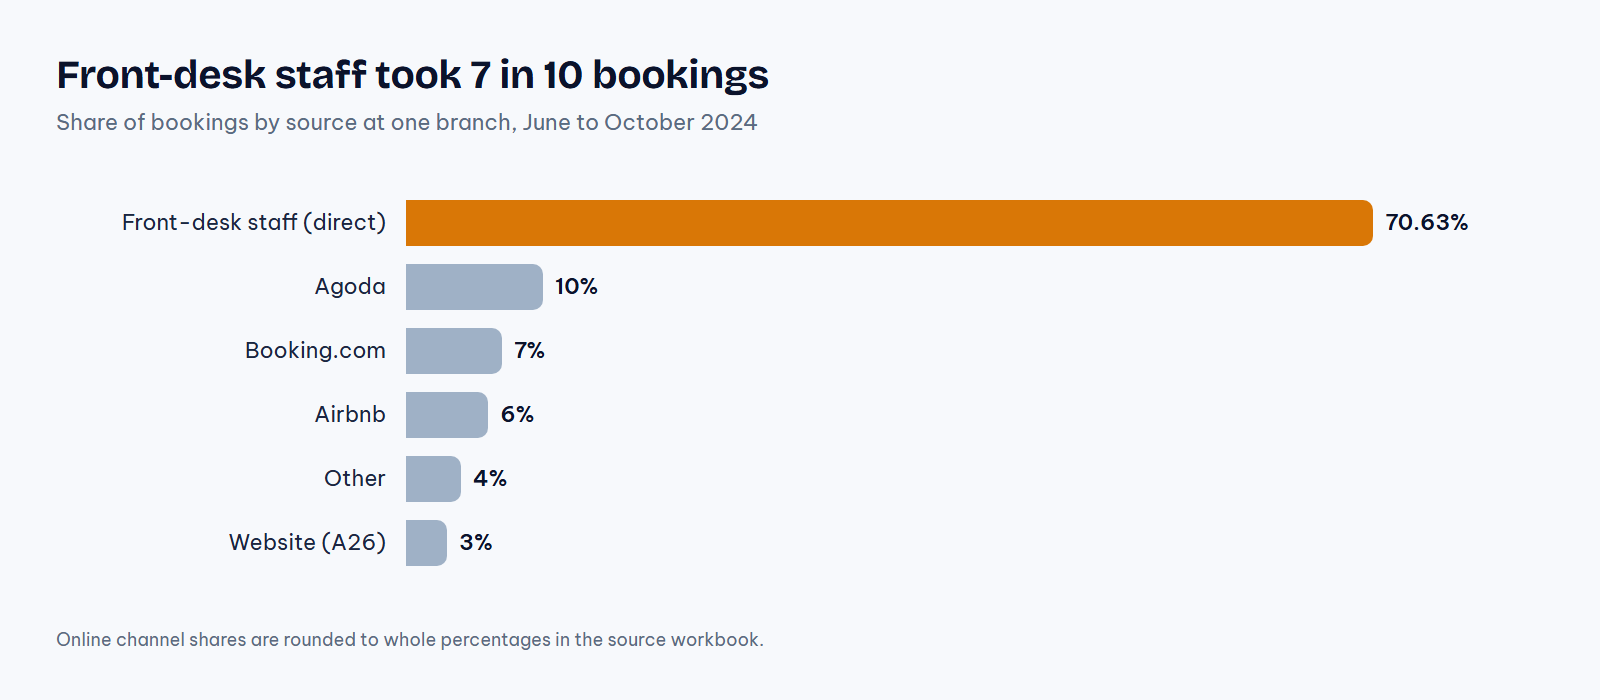 Front-desk staff took 7 in 10 bookings
Share of bookings by source at one branch, June to October 2024
Front-desk staff (direct) 70.63%
Agoda 10%
Booking.com 7%
Airbnb 6%
Other 4%
Website (A26) 3%
Online channel shares are rounded to whole percentages in the source workbook.